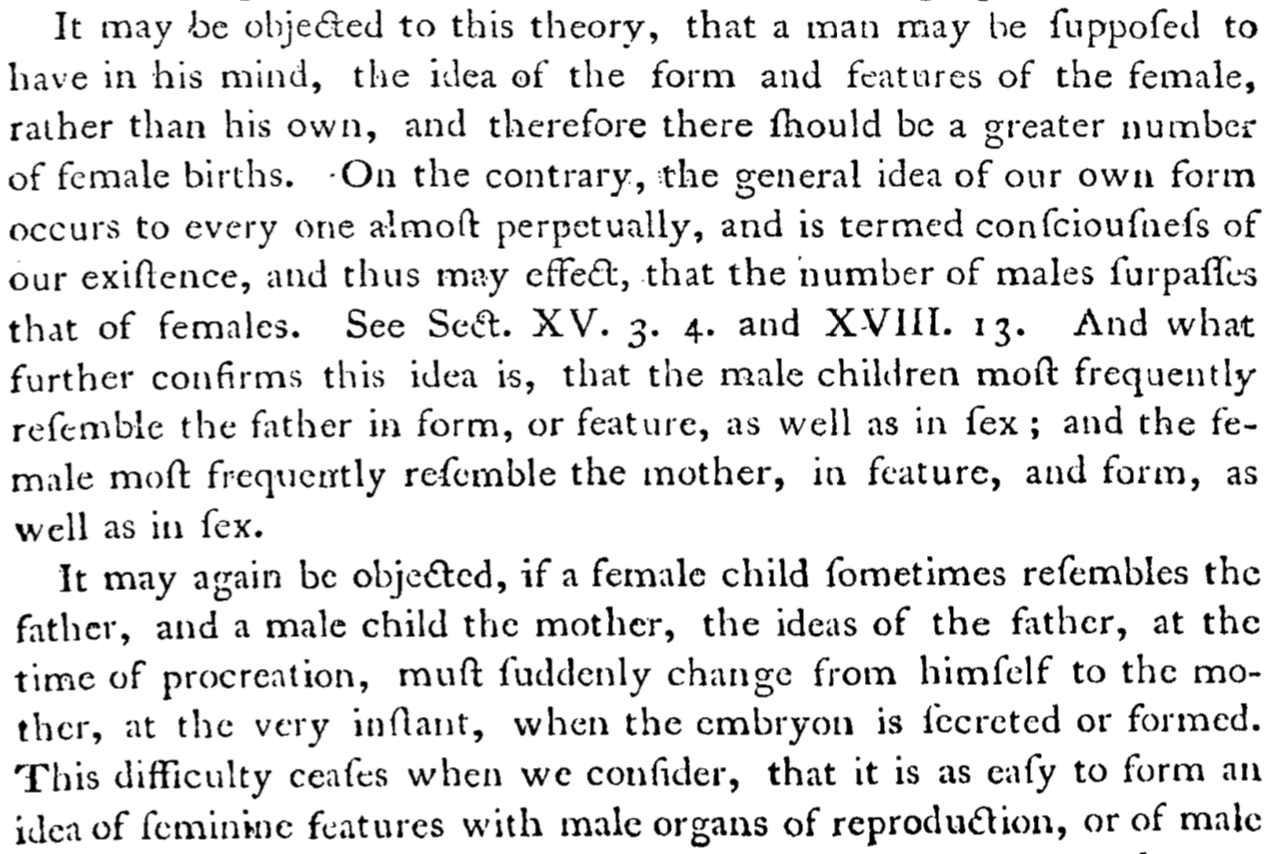 It may be objected to this theory, that a man may be ſuppoſed to
have in his mind, the idea of the form and features of the female,
rather than his own, and therefore there ſhould be a greater number
of female births. On the contrary, the general idea of our own form
occurs to every one almoſt perpetually, and is termed conſciouſneſs of
our exiſtence, and thus may effect, that the number of males ſurpaſſes
that of females. See Sect. XV. 3. 4. and XVIII. 13. And what
further confirms this idea is, that the male children moſt frequently
reſemble the father in form, or feature, as well as in ſex; and the fe-
male moſt frequently reſemble the mother, in feature, and form, as
well as in ſex.
It may again be objected, if a female child ſometimes reſembles the
father, and a male child the mother, the ideas of the father, at the
time of procreation, muſt ſuddenly change from himſelf to the mo-
ther, at the very inſtant, when the embryon is ſecreted or formed.
This difficulty ceaſes when we conſider, that it is as eaſy to form an
idea of feminine features with male organs of reproduction, or of male